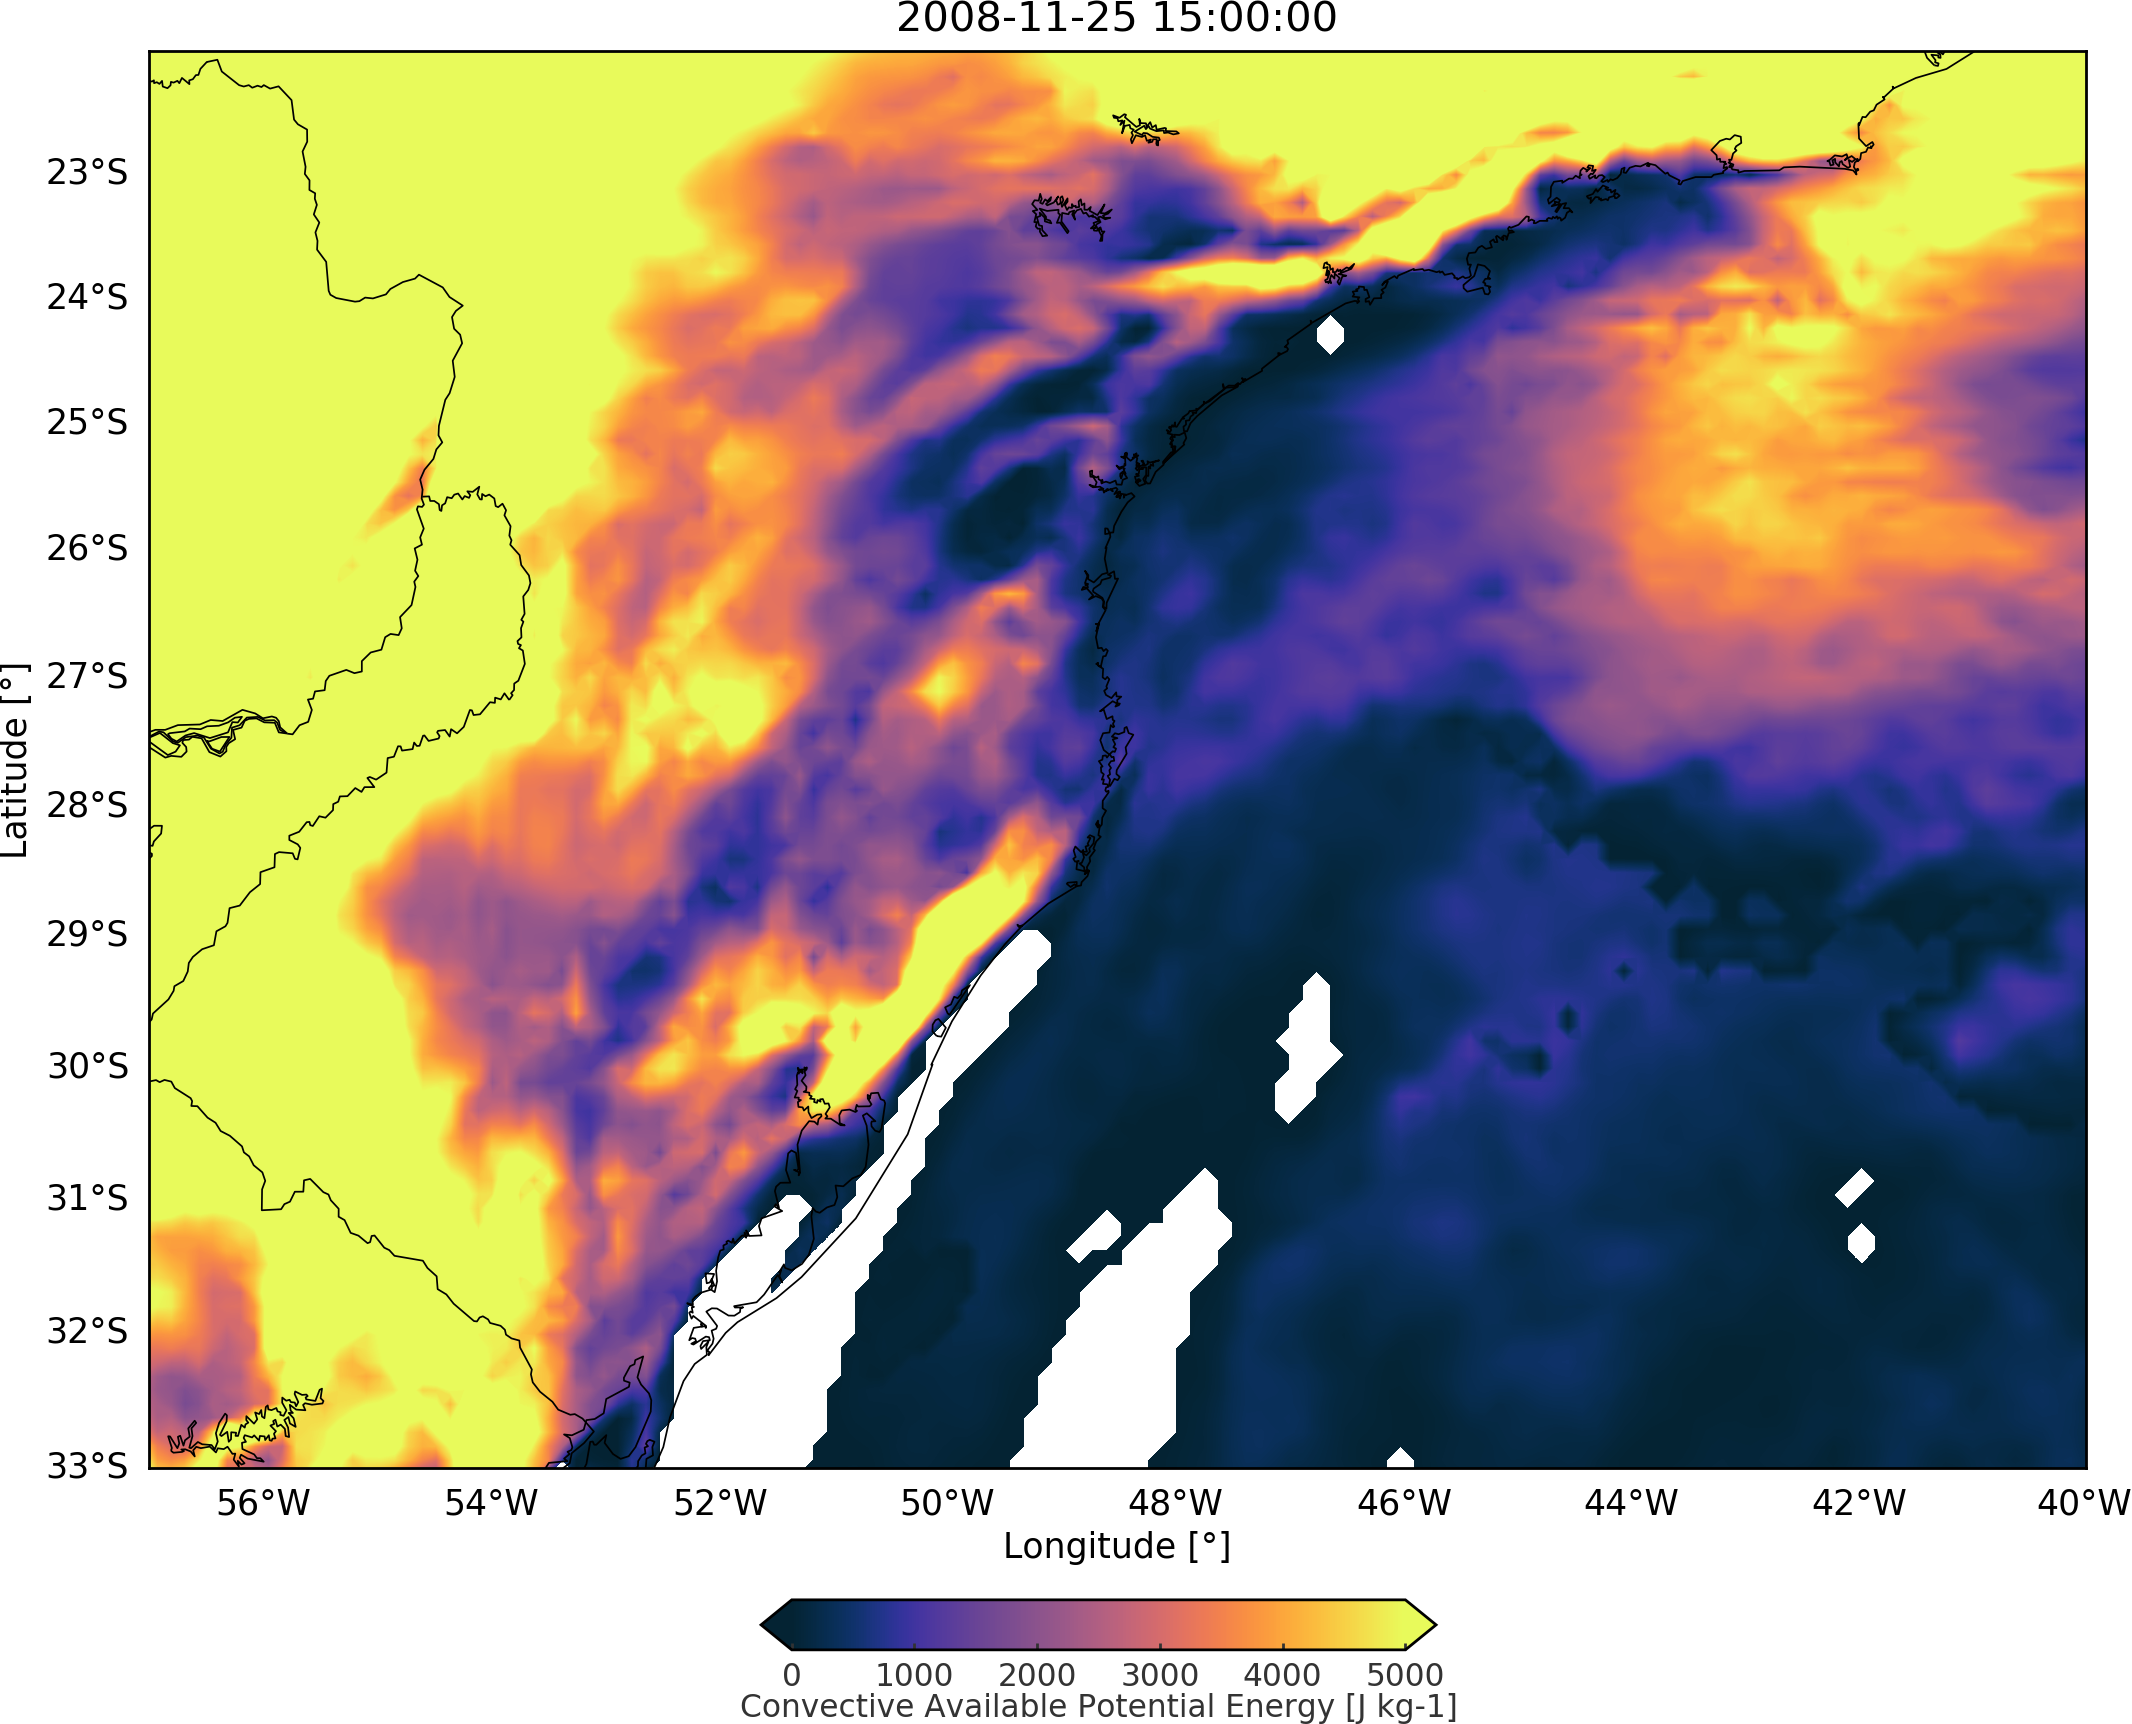 2008-11-25 15:00:00
23°S
24°S
25°S
26°S
27°S
28°S
29°S
30°S
31°S
32°S
33°S
Latitude [°]
56°W 54°W 52°W 50°W 48°W 46°W 44°W 42°W 40°W
Longitude [°]
0 1000 2000 3000 4000 5000
Convective Available Potential Energy [J kg-1]